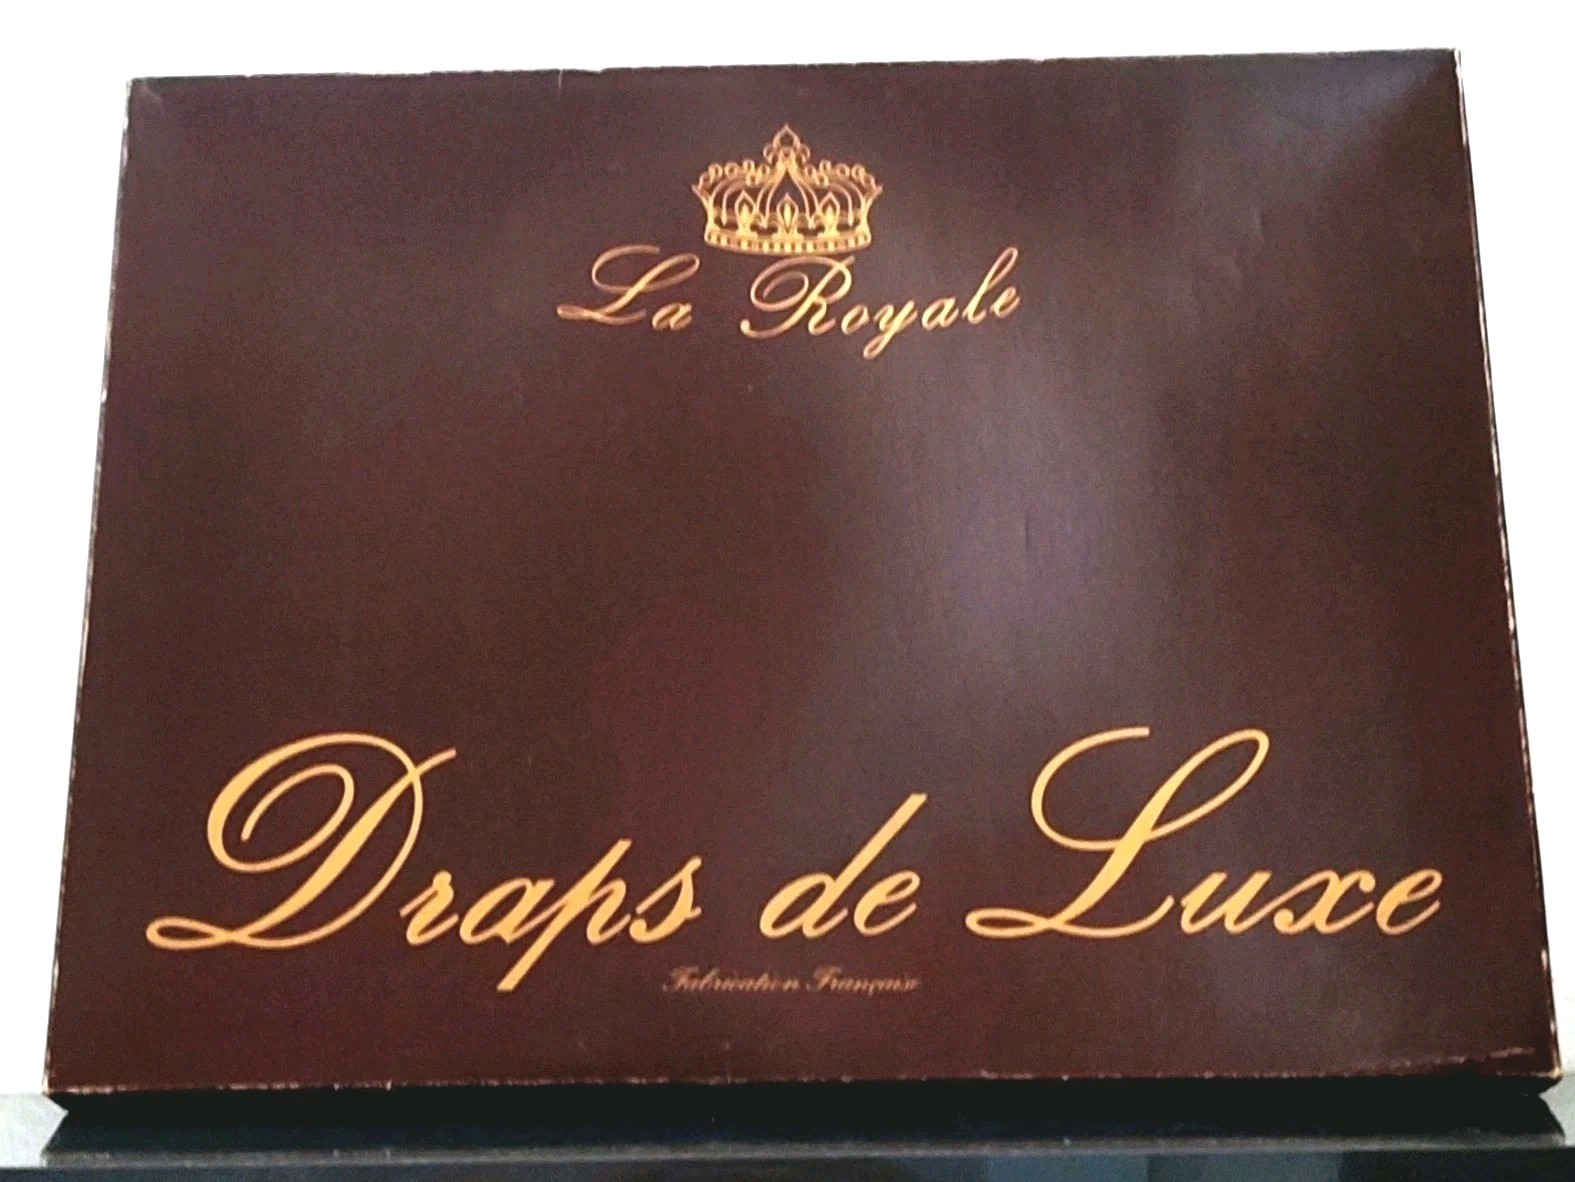 La Royale
Draps de Luxe
Fabrication Française